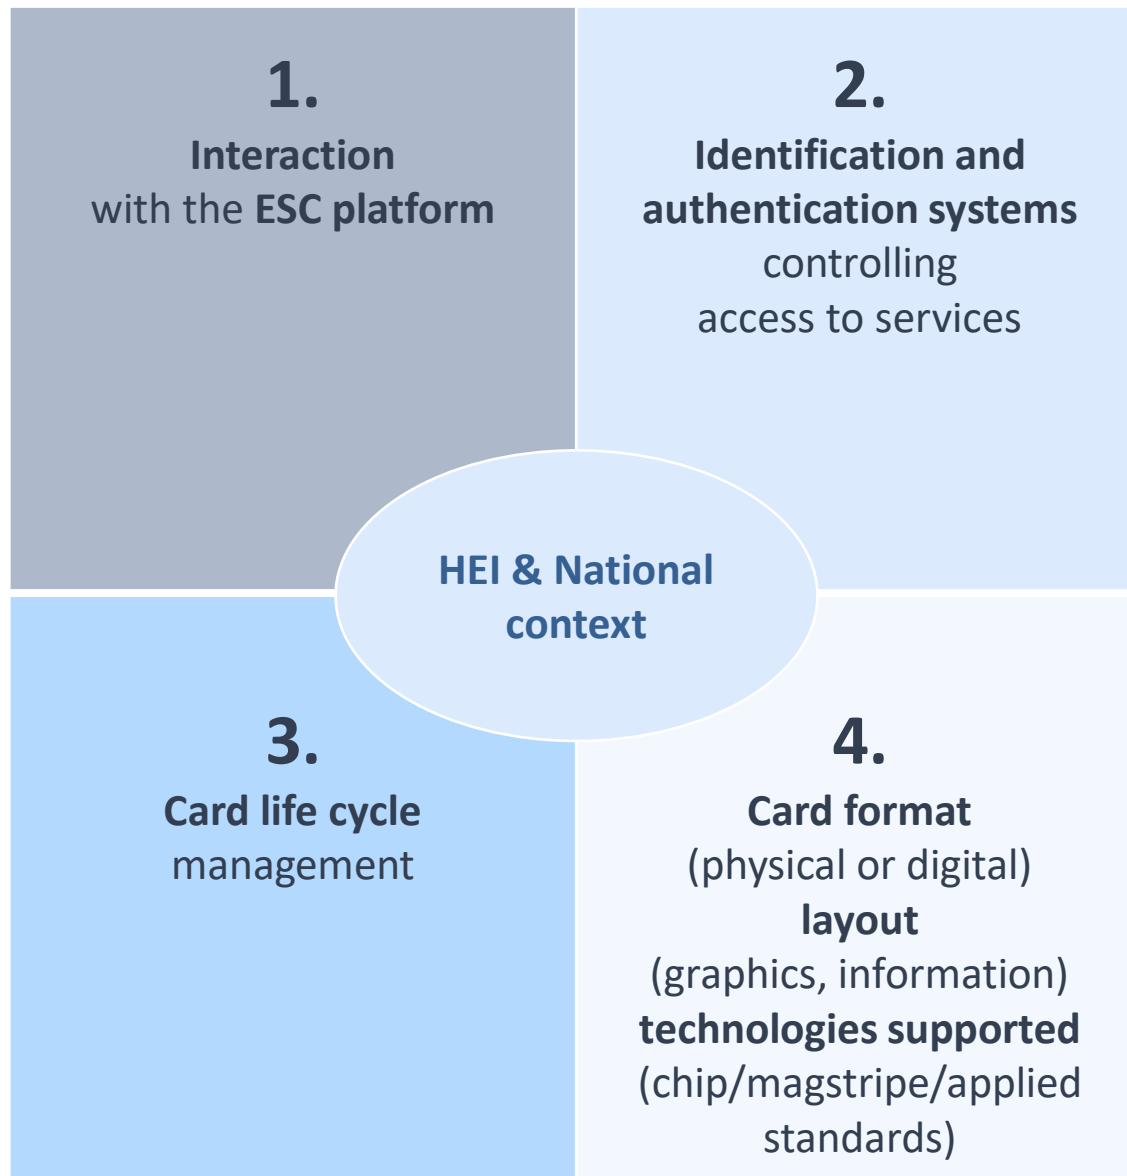 1.
Interaction
with the ESC platform
2.
Identification and
authentication systems
controlling
access to services
HEI & National
context
3.
Card life cycle
management
4.
Card format
(physical or digital)
layout
(graphics, information)
technologies supported
(chip/magstripe/applied
standards)